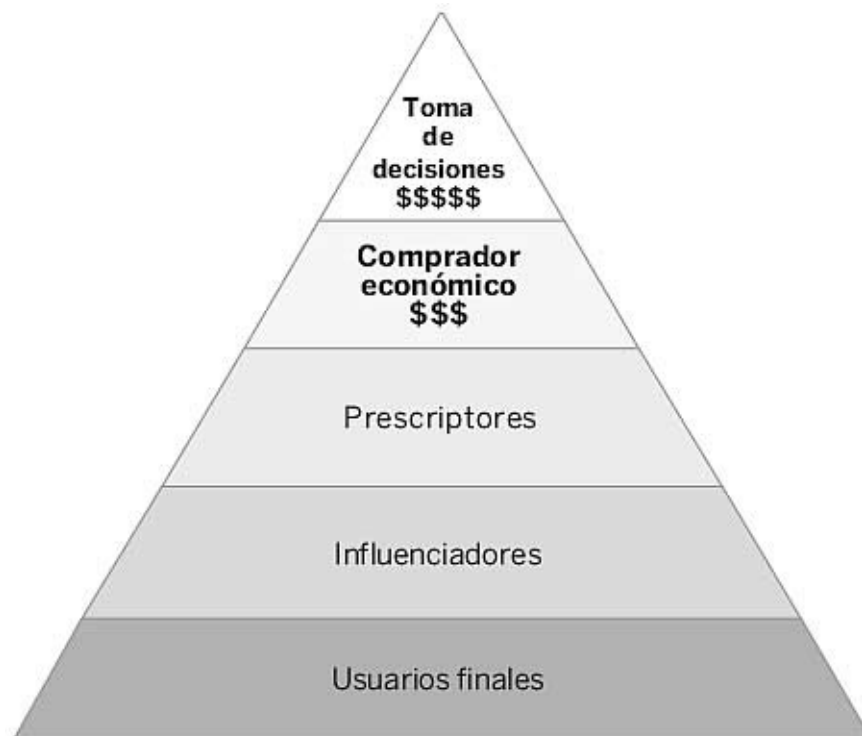 Toma
de
decisiones
$$$$$
Comprador
económico
$$$
Prescriptores
Influenciadores
Usuarios finales